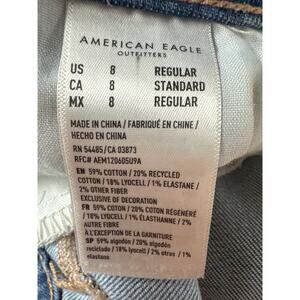 AMERICAN EAGLE
OUTFITTERS
US 8 REGULAR
CA 8 STANDARD
MX 8 REGULAR
MADE IN CHINA / FABRIQUÉ EN CHINE /
HECHO EN CHINA
RN 54485/ CA 03873
RFC# AEM120605U9A
EN 59% COTTON / 20% RECYCLED
COTTON / 18% LYOCELL / 1% ELASTANE /
2% OTHER FIBER
EXCLUSIVE OF DECORATION
FR 59% COTON / 20% COTON RÉGÉNÉRÉ
/ 18% LYOCELL / 1% ÉLASTHANNE / 2%
AUTRE FIBRE
À L'EXCEPTION DE LA GARNITURE
SP 59% algodón / 20% algodón
reciclado / 18% lyocell / 2% otras / 1%
elastano